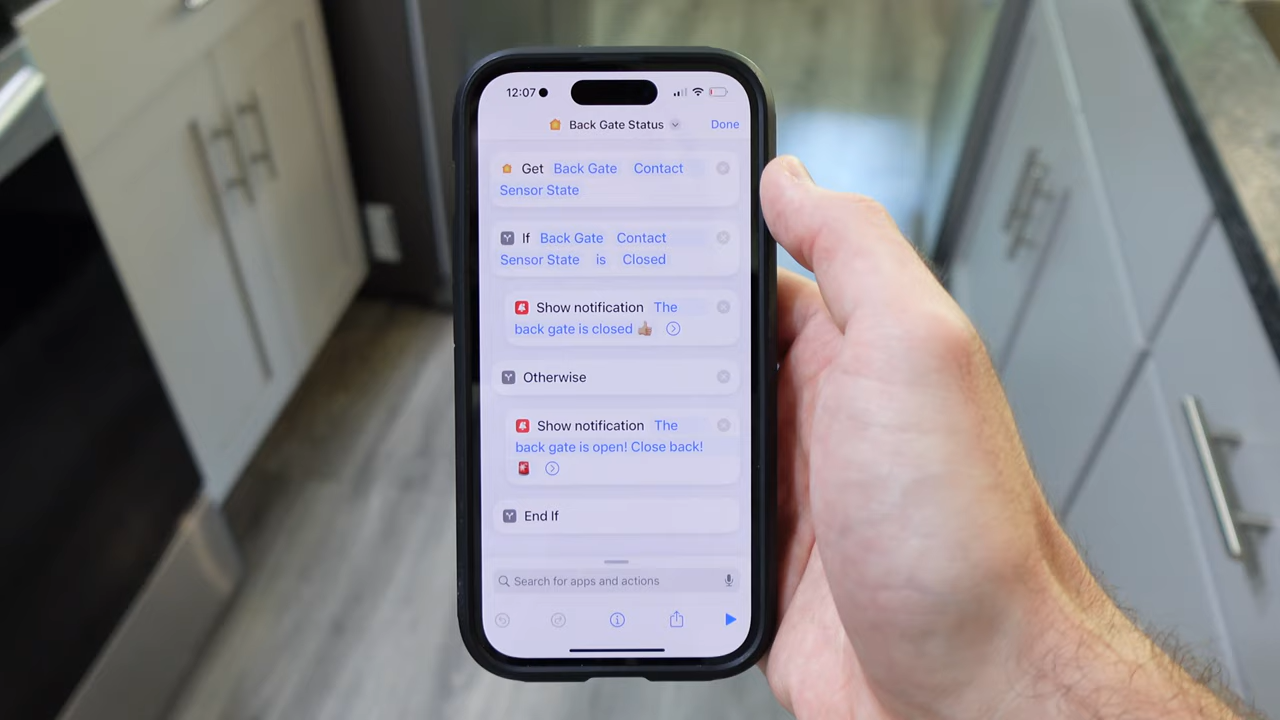 12:07
Back Gate Status
Done
Get Back Gate Contact
Sensor State
If Back Gate Contact
Sensor State is Closed
Show notification The
back gate is closed 👍🏼
Otherwise
Show notification The
back gate is open! Close back!
🧧
End If
Search for apps and actions